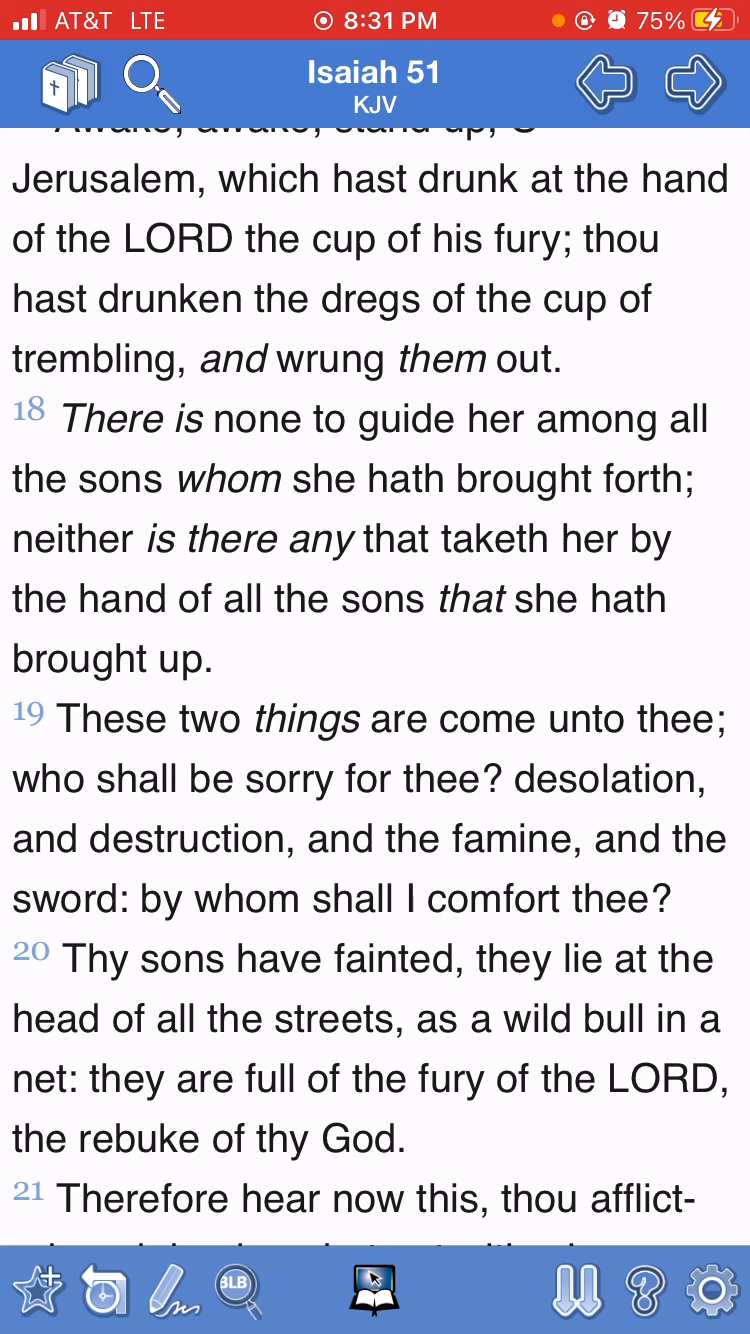 AT&T LTE 8:31 PM 75%
Isaiah 51
KJV
Awake, awake, stand up, O
Jerusalem, which hast drunk at the hand
of the LORD the cup of his fury; thou
hast drunken the dregs of the cup of
trembling, and wrung them out.
18 There is none to guide her among all
the sons whom she hath brought forth;
neither is there any that taketh her by
the hand of all the sons that she hath
brought up.
19 These two things are come unto thee;
who shall be sorry for thee? desolation,
and destruction, and the famine, and the
sword: by whom shall I comfort thee?
20 Thy sons have fainted, they lie at the
head of all the streets, as a wild bull in a
net: they are full of the fury of the LORD,
the rebuke of thy God.
21 Therefore hear now this, thou afflict-
BLB